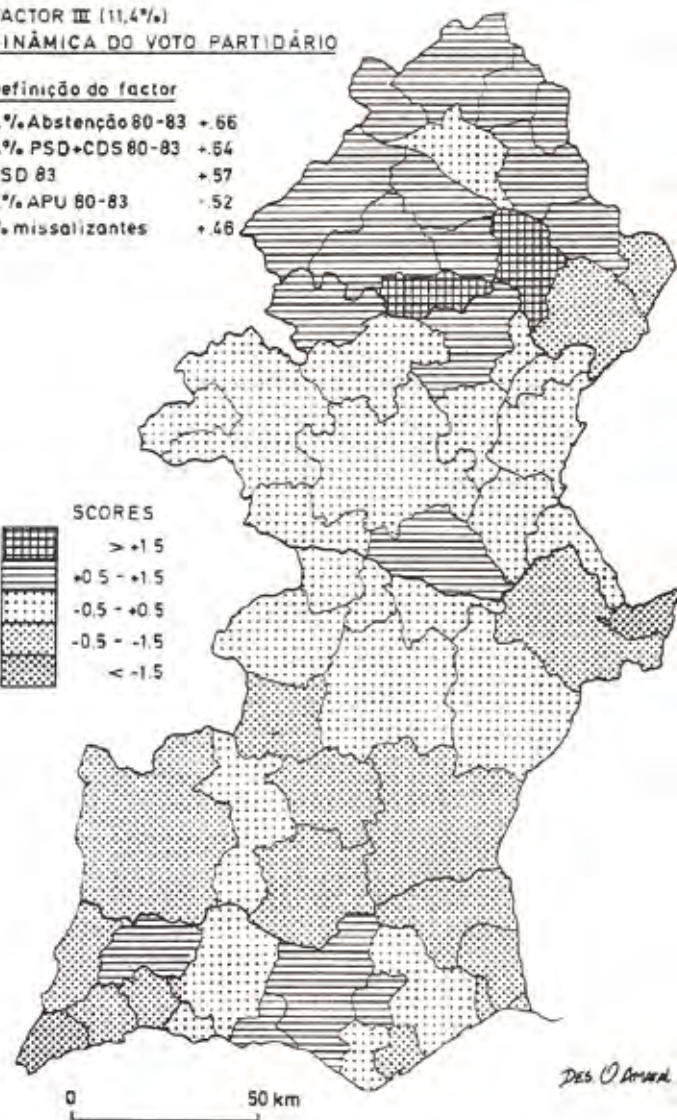 ACTOR III (11,4%)
INÂMICA DO VOTO PARTIDÁRIO
efinição do factor
% Abstenção 80-83 +.66
% PSD+CDS 80-83 +.64
SD 83 +.57
% APU 80-83 -.52
% missalizantes +.46
SCORES
> +1.5
+0.5 - +1.5
-0.5 - +0.5
-0.5 - -1.5
< -1.5
0 50 km
DES. O AMARAL